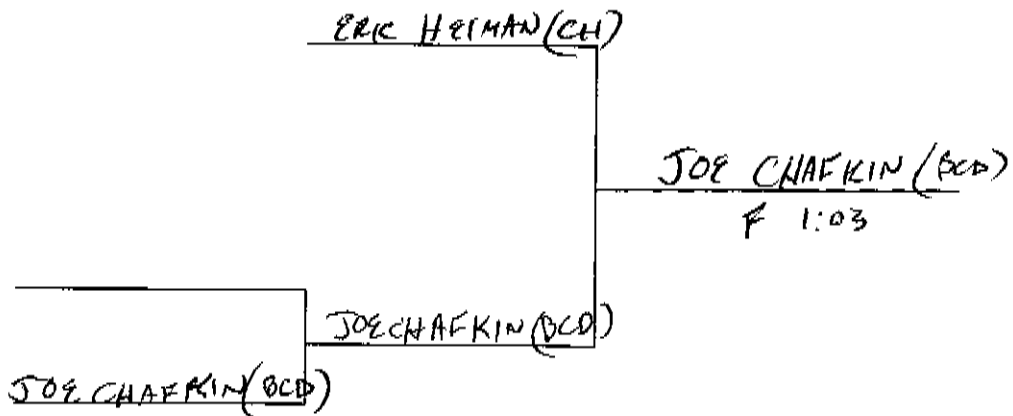 ERIC HEIMAN (CH)
JOE CHAFKIN (BCD)
F 1:03
JOE CHAFKIN (BCD)
JOE CHAFKIN (BCD)